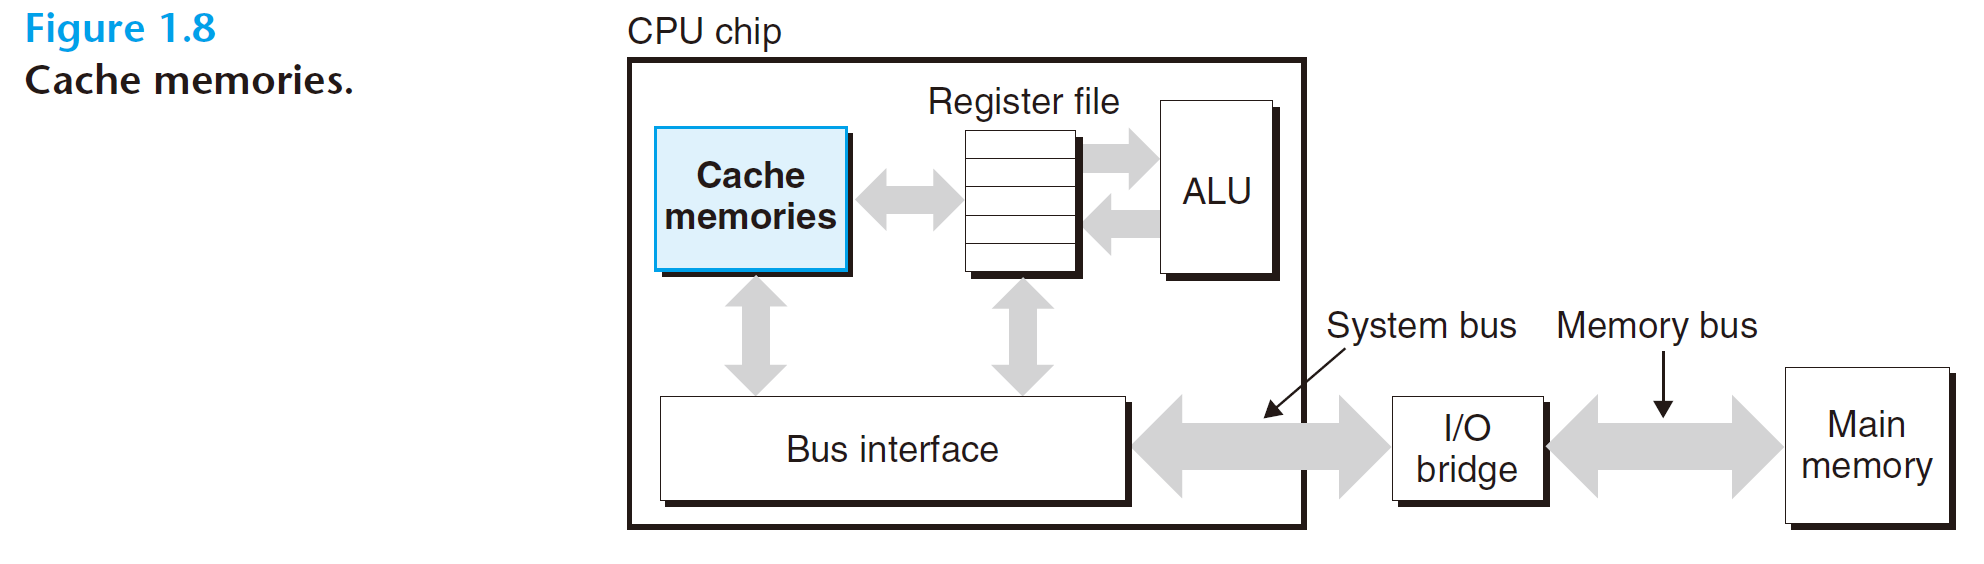 Figure 1.8
Cache memories.
CPU chip
Register file
Cache
memories
ALU
System bus
Memory bus
Bus interface
I/O
bridge
Main
memory